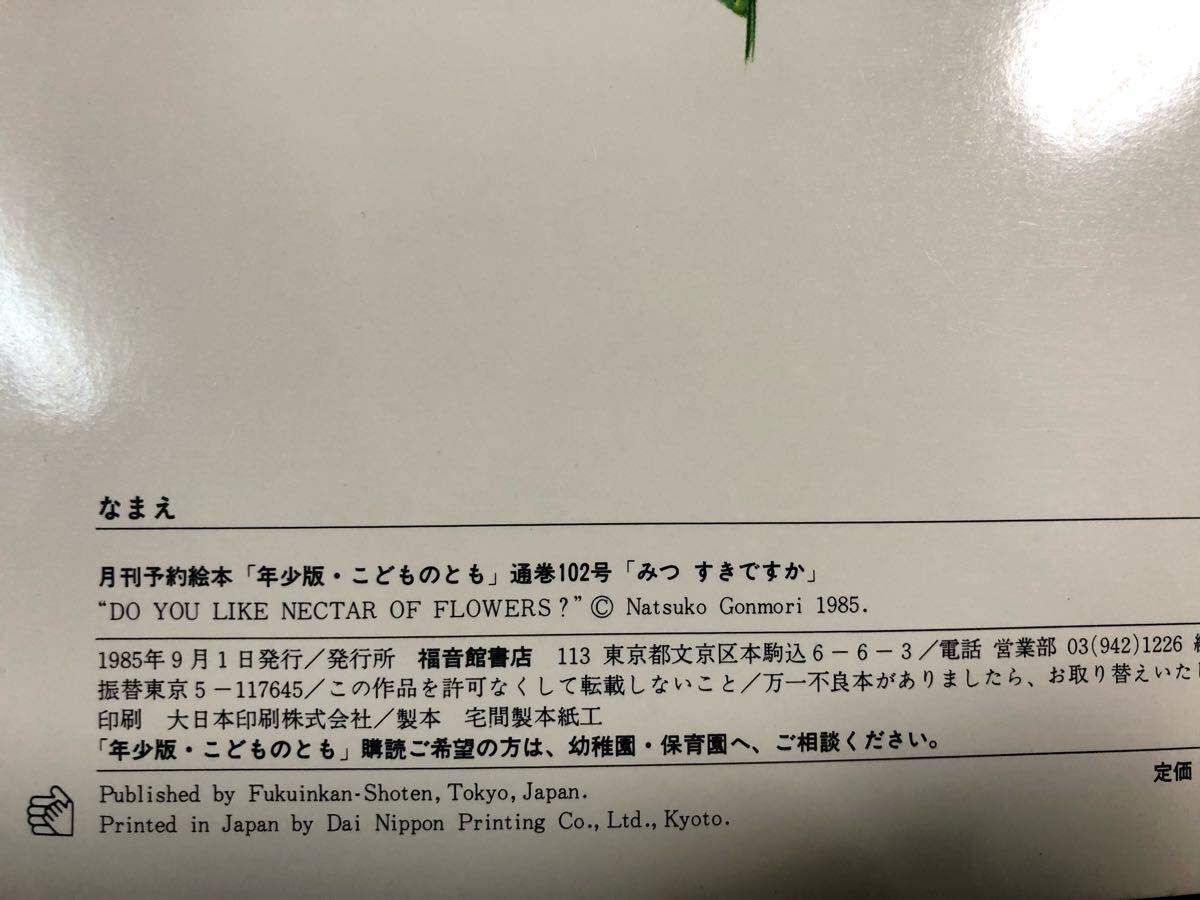 なまえ
月刊予約絵本「年少版・こどものとも」通巻102号「みつ すきですか」
“DO YOU LIKE NECTAR OF FLOWERS?” © Natsuko Gonmori 1985.
1985年9月1日発行／発行所 福音館書店 113 東京都文京区本駒込6－6－3／電話 営業部 03(942)1226
振替東京5－117645／この作品を許可なくして転載しないこと／万一不良本がありましたら、お取り替えいた
印刷 大日本印刷株式会社／製本 宅間製本紙工
「年少版・こどものとも」購読ご希望の方は、幼稚園・保育園へ、ご相談ください。
定価
Published by Fukuinkan-Shoten, Tokyo, Japan.
Printed in Japan by Dai Nippon Printing Co., Ltd., Kyoto.